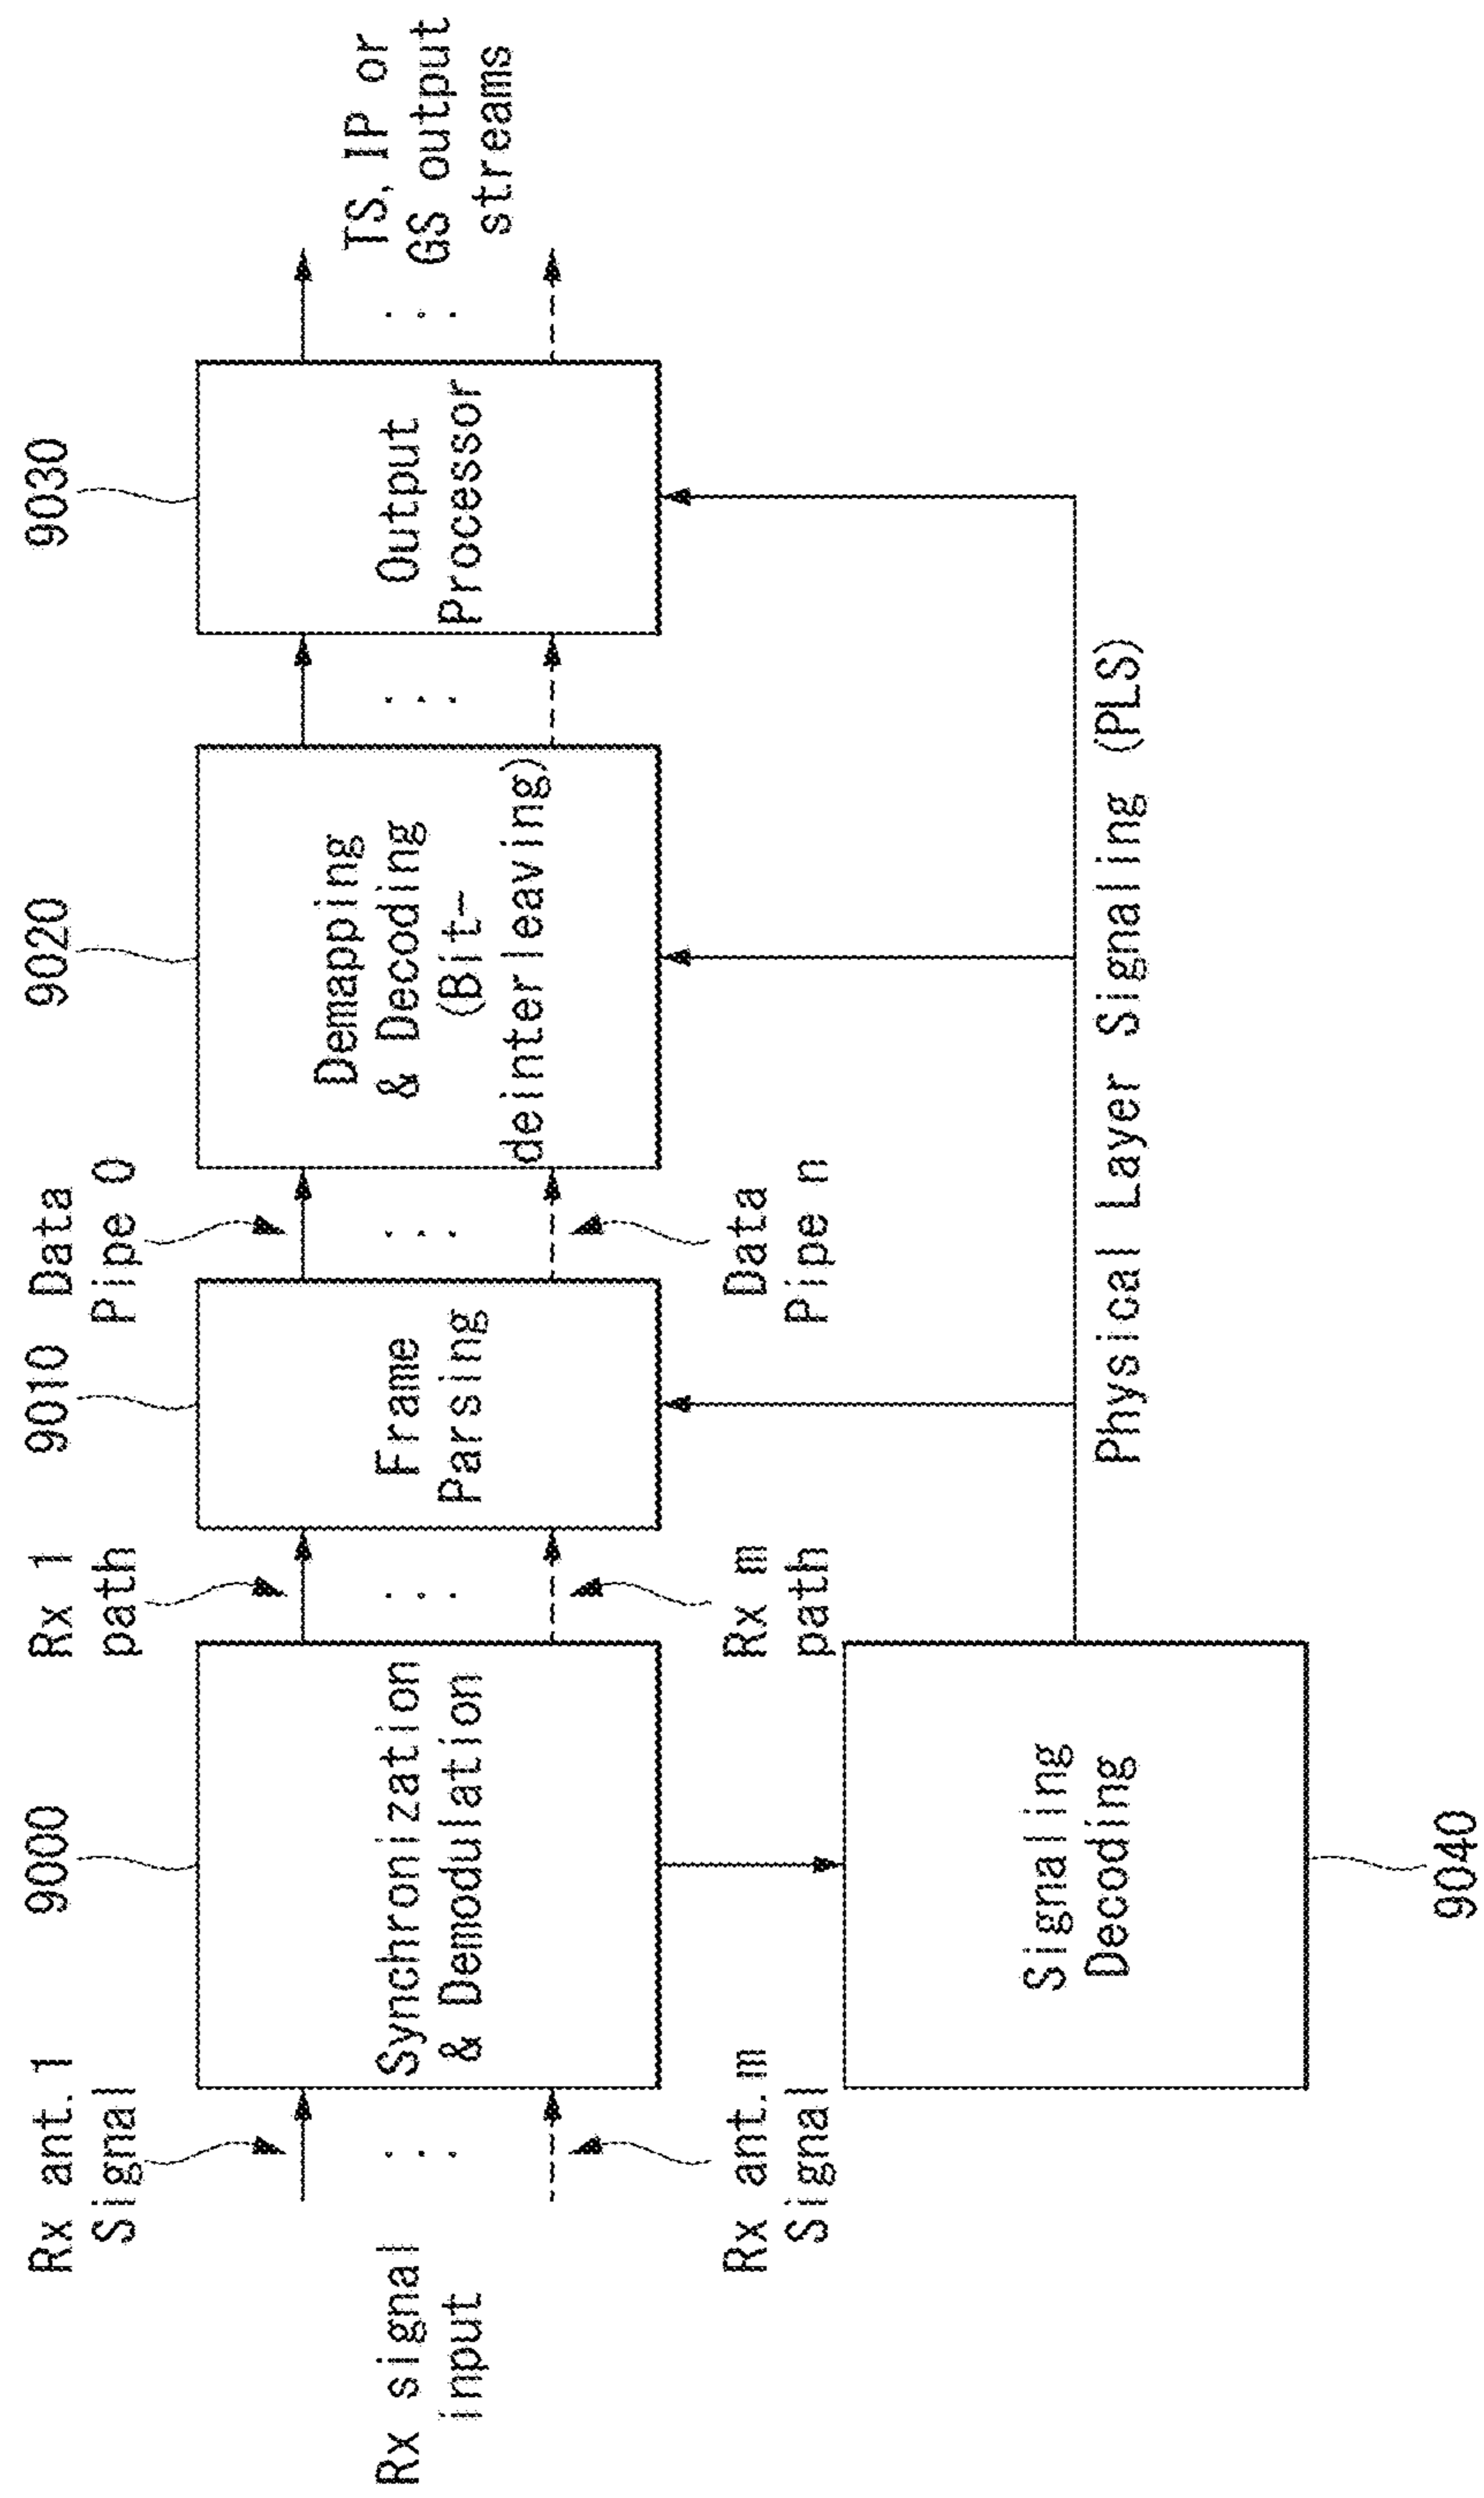 Rx signal
input
Rx ant.1
Signal
Rx ant.m
Signal
9000
Synchronization
& Demodulation
Rx 1
path
Rx m
path
9010
Frame
Parsing
Data
Pipe 0
Data
Pipe n
9020
Demapping
& Decoding
(Bit-
deinterleaving)
9030
Output
Processor
TS, IP or
GS output
streams
Signaling
Decoding
9040
Physical Layer Signaling (PLS)